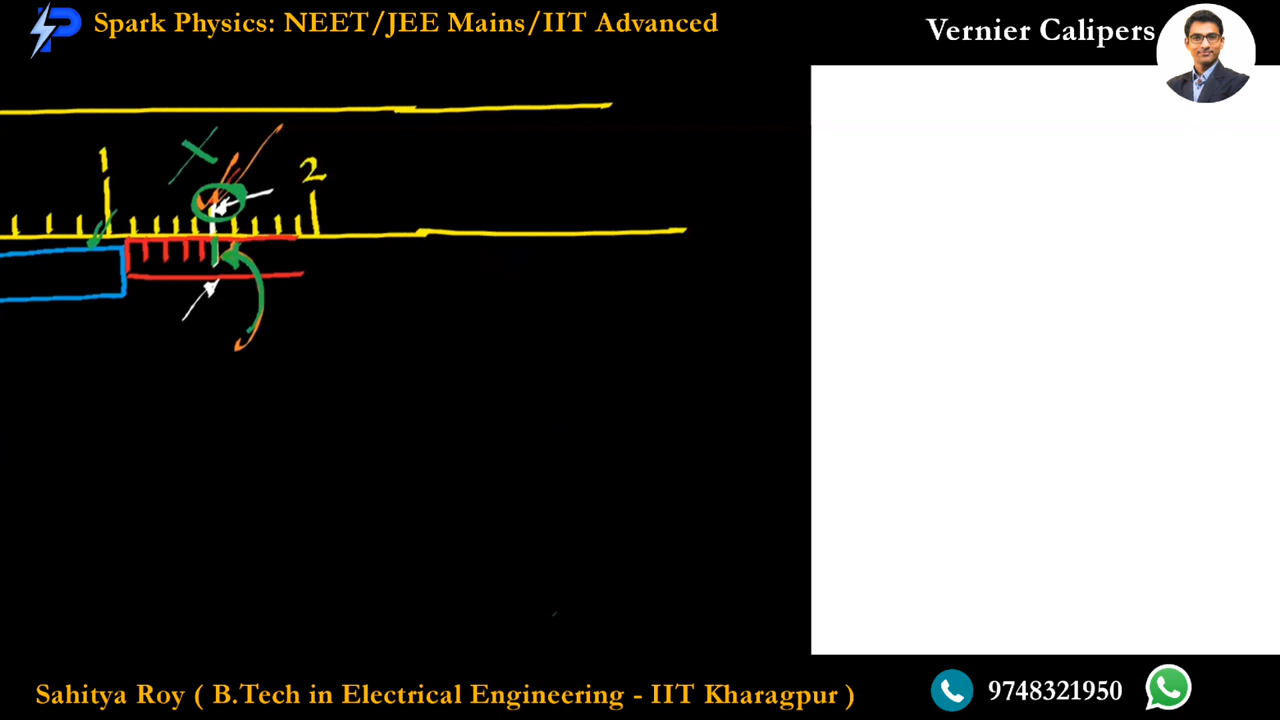 Spark Physics: NEET/JEE Mains/IIT Advanced
Vernier Calipers
1
2
Sahitya Roy ( B.Tech in Electrical Engineering - IIT Kharagpur )
9748321950